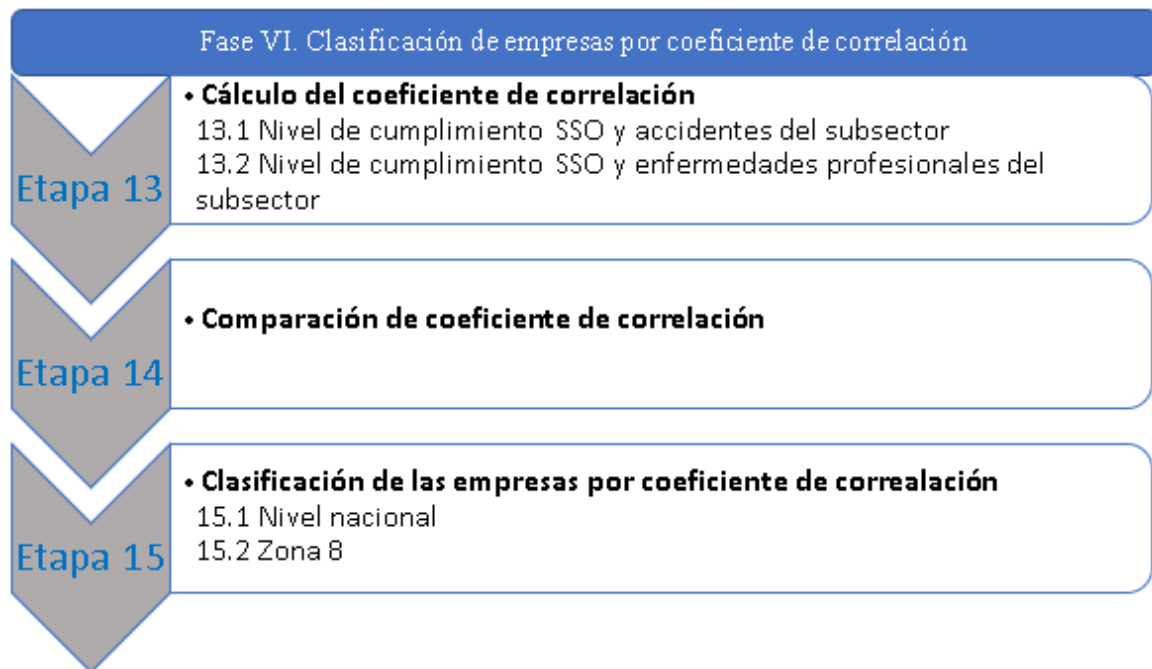 Fase VI. Clasificación de empresas por coeficiente de correlación
Etapa 13
• Cálculo del coeficiente de correlación
13.1 Nivel de cumplimiento SSO y accidentes del subsector
13.2 Nivel de cumplimiento SSO y enfermedades profesionales del
subsector
Etapa 14
• Comparación de coeficiente de correlación
Etapa 15
• Clasificación de las empresas por coeficiente de correalación
15.1 Nivel nacional
15.2 Zona 8